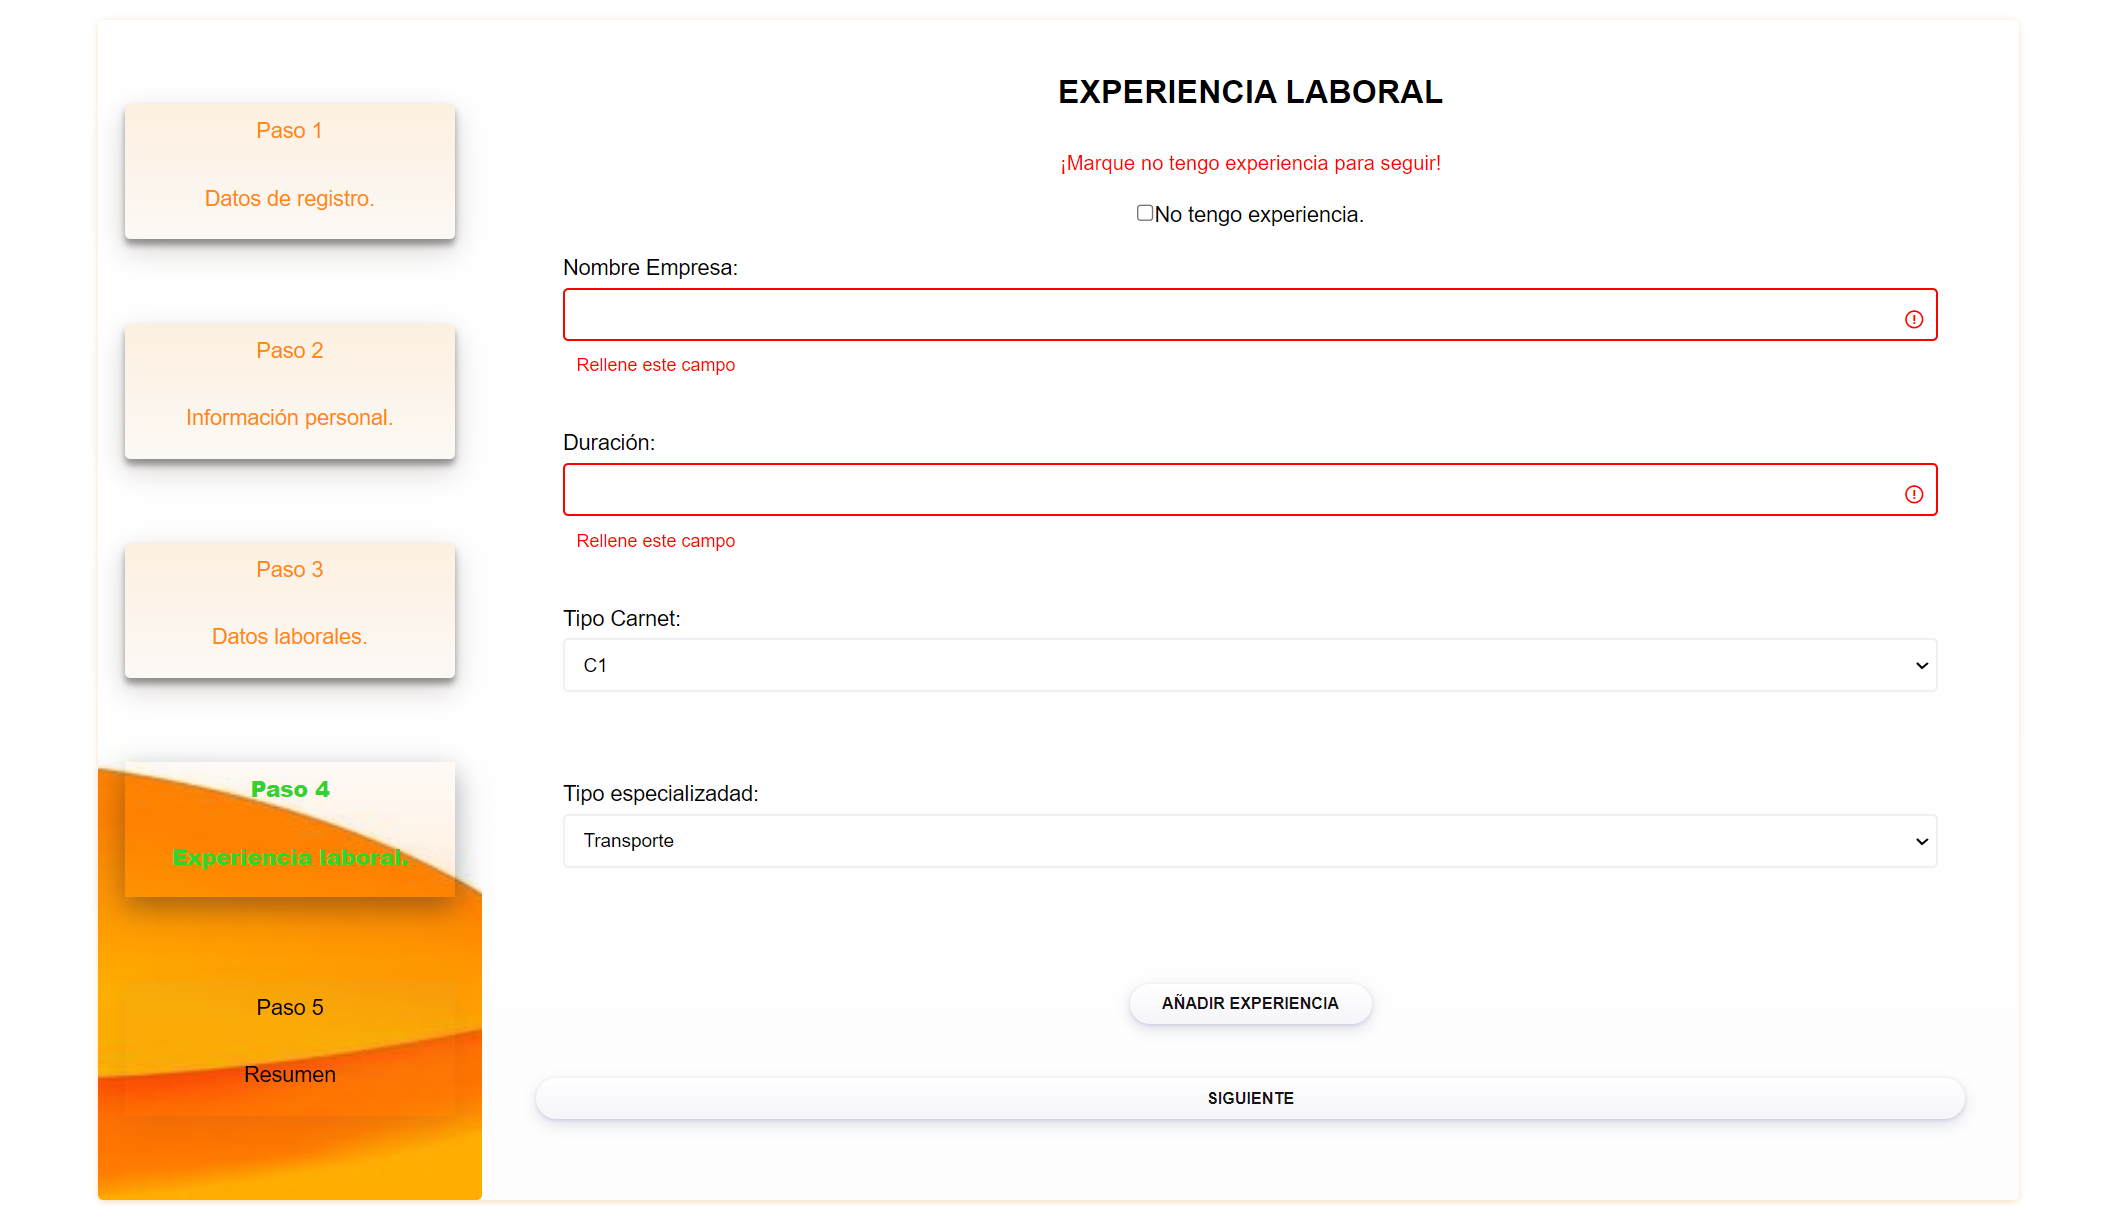 Paso 1
Datos de registro.
Paso 2
Información personal.
Paso 3
Datos laborales.
Paso 4
Experiencia laboral.
Paso 5
Resumen
EXPERIENCIA LABORAL
¡Marque no tengo experiencia para seguir!
No tengo experiencia.
Nombre Empresa:
Rellene este campo
Duración:
Rellene este campo
Tipo Carnet:
C1
Tipo especializadad:
Transporte
AÑADIR EXPERIENCIA
SIGUIENTE